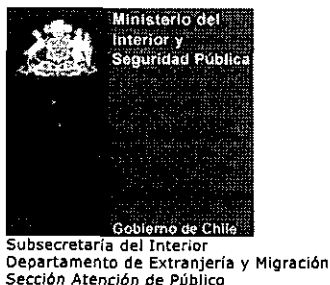 Ministerio del
Interior y
Seguridad Pública
Gobierno de Chile
Subsecretaría del Interior
Departamento de Extranjería y Migración
Sección Atención de Público